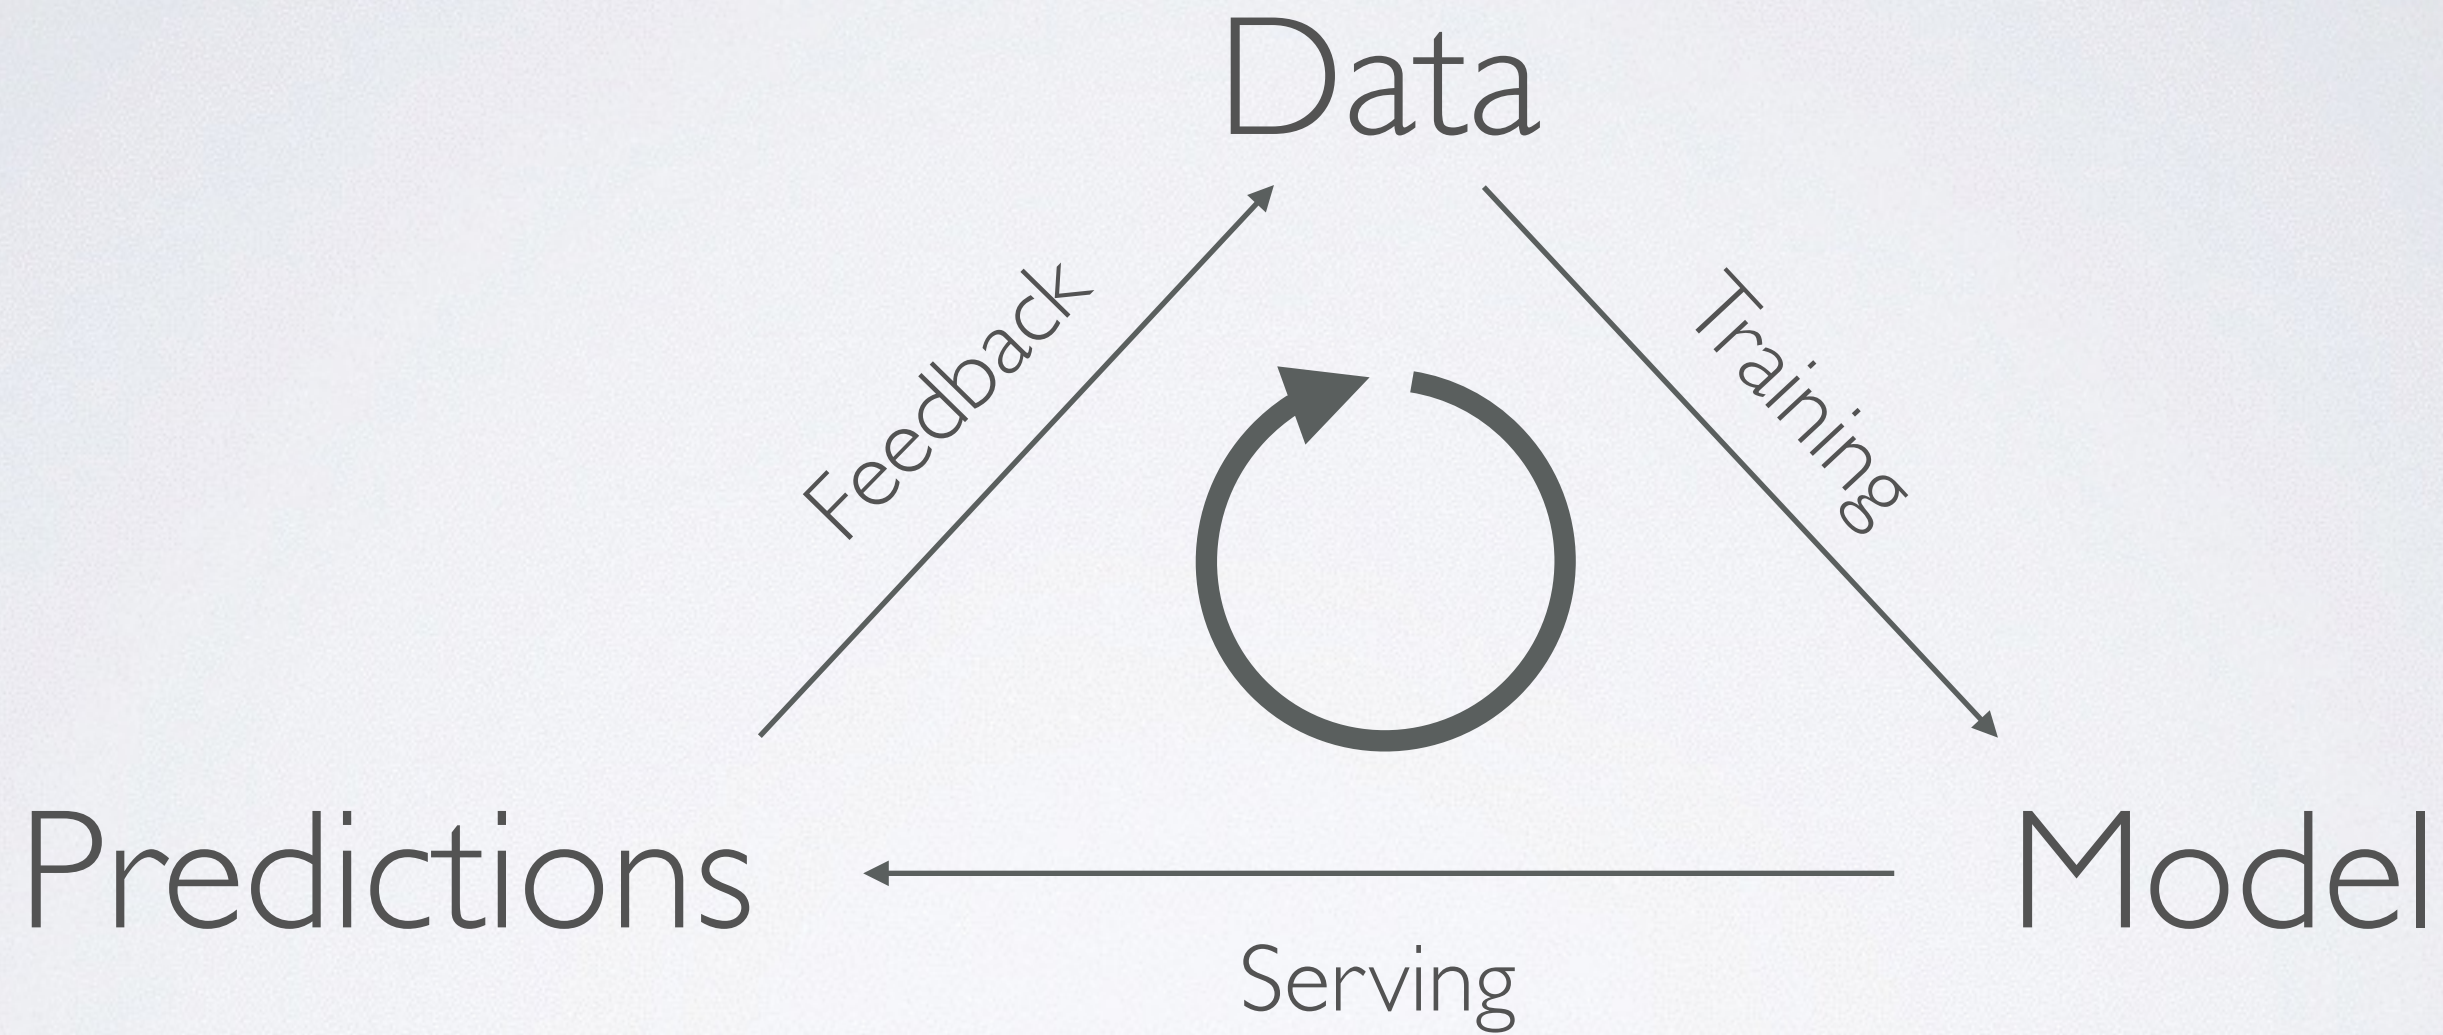 Data
Feedback
Training
Predictions
Model
Serving